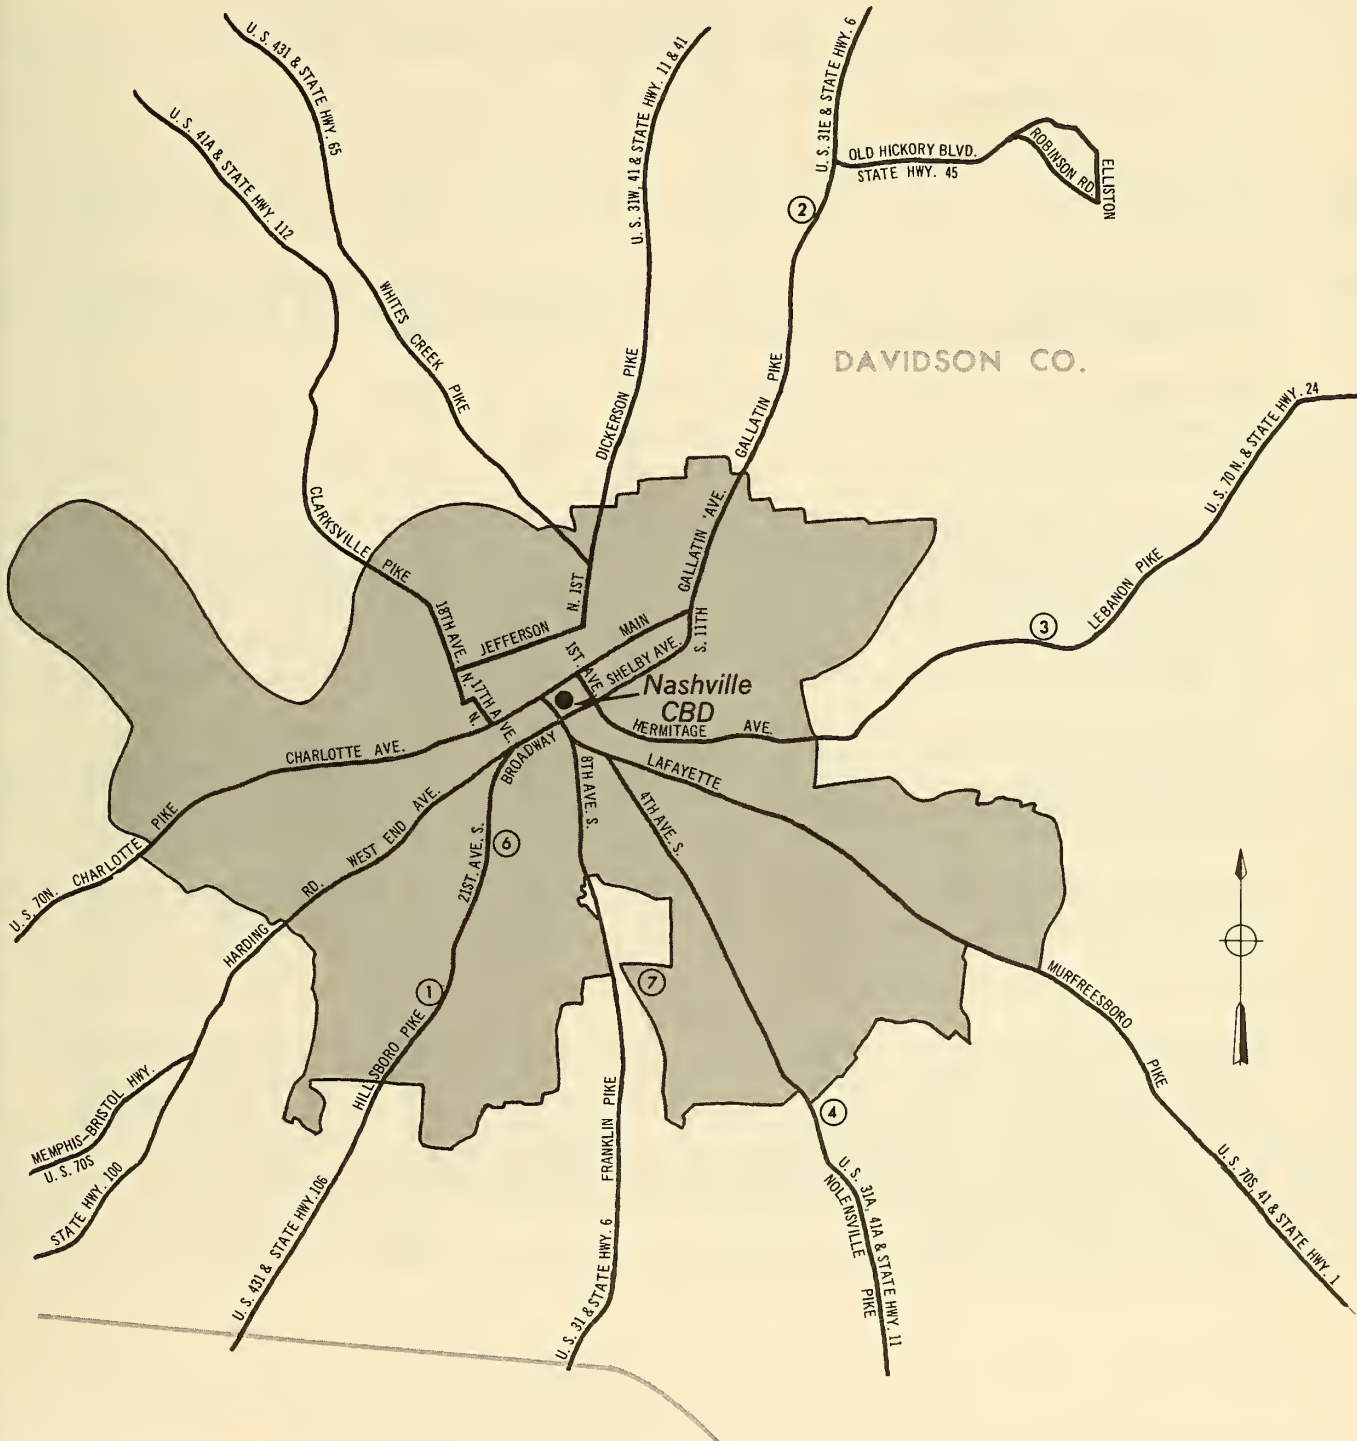 U. S. 431 & STATE HWY. 65
U. S. 41A & STATE HWY. 112
WHITES CREEK PIKE
U. S. 31W, 41 & STATE HWY. 11 & 41
DICKERSON PIKE
U. S. 31E & STATE HWY. 6
OLD HICKORY BLVD.
STATE HWY. 45
ROBINSON RD.
ELLISTON
2
GALLATIN PIKE
DAVIDSON CO.
U. S. 70 N. & STATE HWY. 24
LEBANON PIKE
3
CLARKSVILLE PIKE
GALLATIN AVE.
18TH AVE. N.
JEFFERSON
N. 1ST
MAIN
S. 11TH
1ST. AVE.
SHELBY AVE.
17TH AVE. N.
Nashville
CBD
HERMITAGE AVE.
CHARLOTTE AVE.
BROADWAY
LAFAYETTE
8TH AVE. S.
4TH AVE. S.
WEST END AVE.
21ST. AVE. S.
6
CHARLOTTE PIKE
U. S. 70N.
HARDING RD.
1
7
HILLSBORO PIKE
MURFREESBORO PIKE
4
MEMPHIS-BRISTOL HWY.
U. S. 70S
STATE HWY. 100
U. S. 431 & STATE HWY. 106
FRANKLIN PIKE
U. S. 31 & STATE HWY. 6
U. S. 31A, 41A & STATE HWY. 11
NOLENSVILLE PIKE
U. S. 70S, 41 & STATE HWY. 1